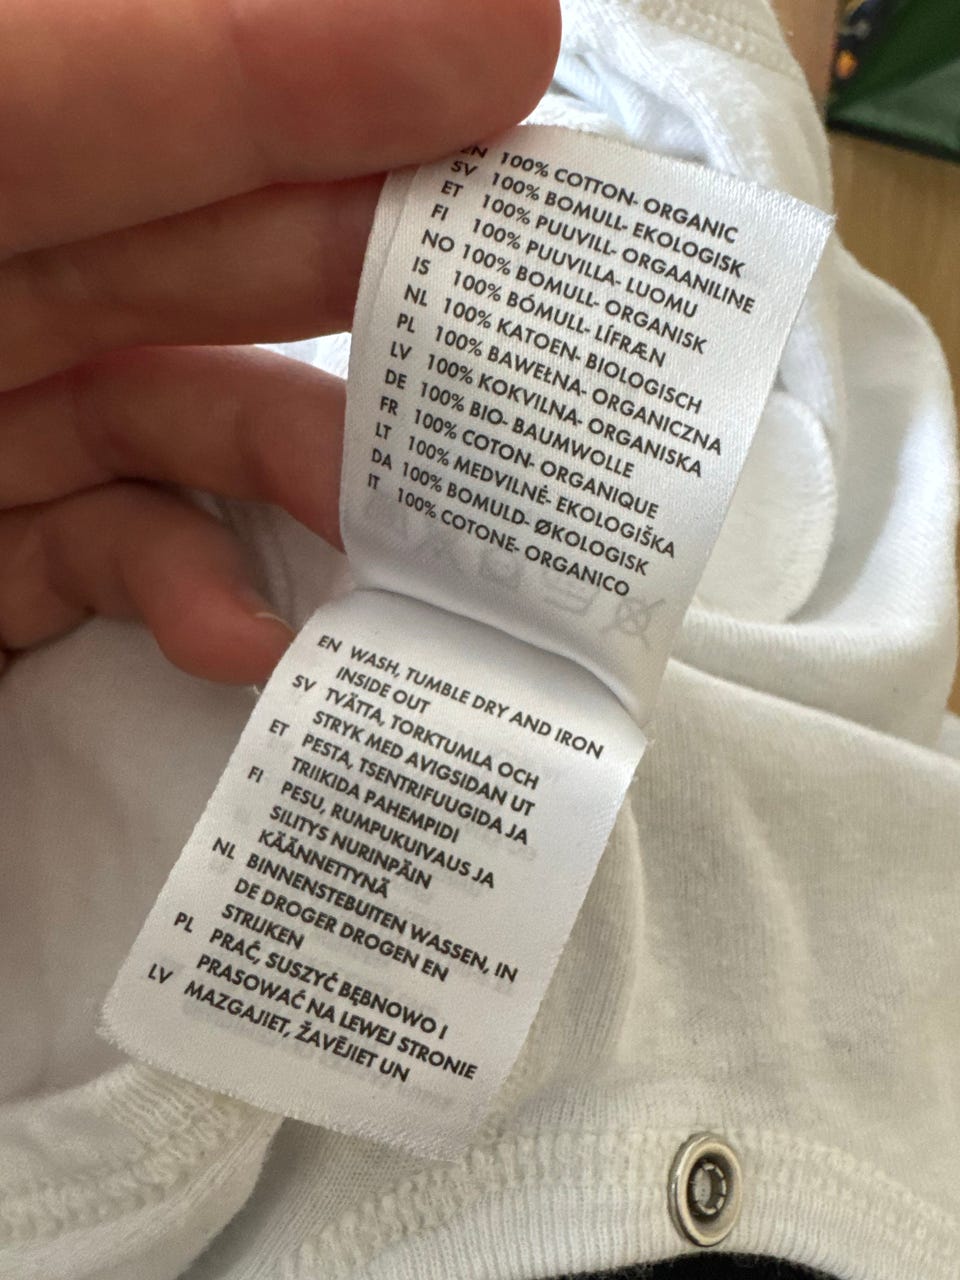 EN 100% COTTON- ORGANIC
SV 100% BOMULL- EKOLOGISK
ET 100% PUUVILL- ORGAANILINE
FI 100% PUUVILLA- LUOMU
NO 100% BOMULL- ORGANISK
IS 100% BÓMULL- LÍFRÆN
NL 100% KATOEN- BIOLOGISCH
PL 100% BAWEŁNA- ORGANICZNA
LV 100% KOKVILNA- ORGANISKA
DE 100% BIO- BAUMWOLLE
FR 100% COTON- ORGANIQUE
LT 100% MEDVILNĖ- EKOLOGIŠKA
DA 100% BOMULD- ØKOLOGISK
IT 100% COTONE- ORGANICO
EN WASH, TUMBLE DRY AND IRON
INSIDE OUT
SV TVÄTTA, TORKTUMLA OCH
STRYK MED AVIGSIDAN UT
ET PESTA, TSENTRIFUUGIDA JA
TRIIKIDA PAHEMPIDI
FI PESU, RUMPUKUIVAUS JA
SILITYS NURINPÄIN
KÄÄNNETTYNÄ
NL BINNENSTEBUITEN WASSEN, IN
DE DROGER DROGEN EN
STRIJKEN
PL PRAĆ, SUSZYĆ BĘBNOWO I
PRASOWAĆ NA LEWEJ STRONIE
LV MAZGAJIET, ŽAVĒJIET UN